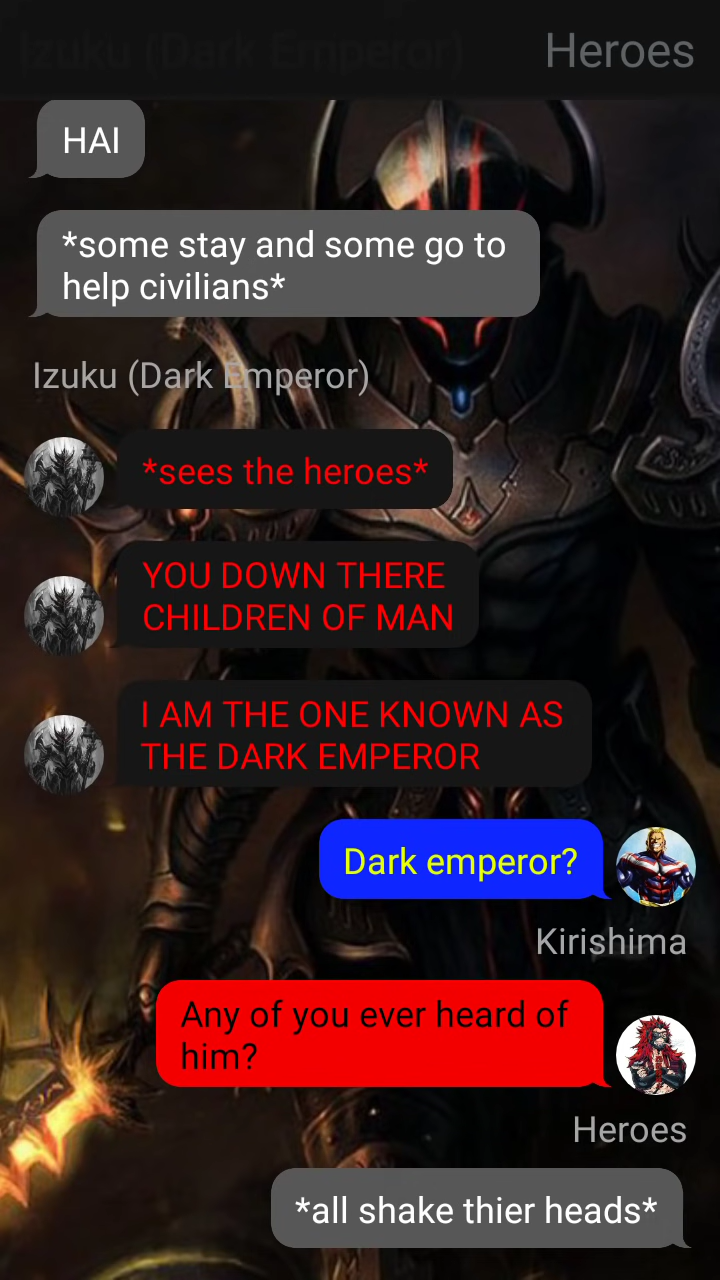 Izuku (Dark Emperor)
Heroes
HAI
*some stay and some go to
help civilians*
Izuku (Dark Emperor)
*sees the heroes*
YOU DOWN THERE
CHILDREN OF MAN
I AM THE ONE KNOWN AS
THE DARK EMPEROR
Dark emperor?
Kirishima
Any of you ever heard of
him?
Heroes
*all shake thier heads*